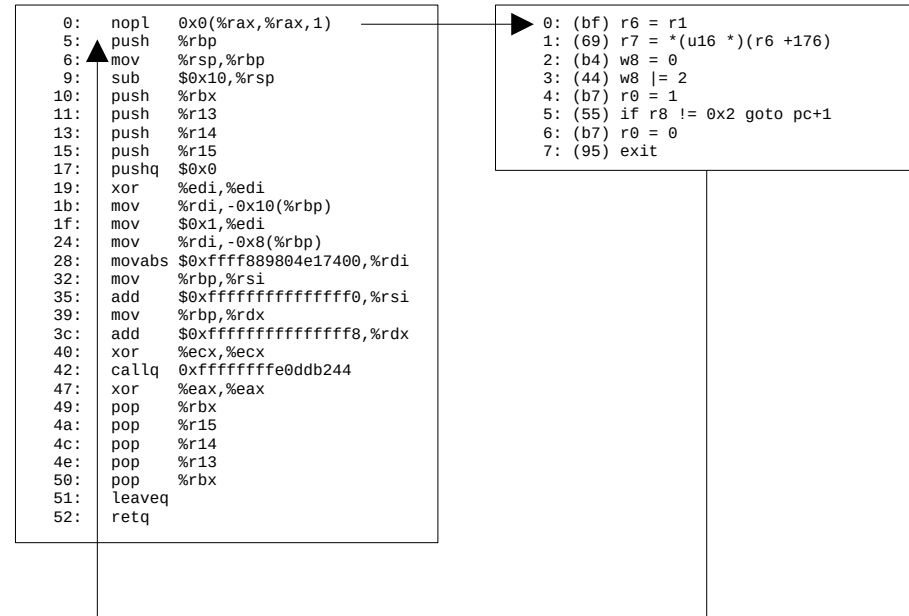 0: nopl 0x0(%rax,%rax,1)
5: push %rbp
6: mov %rsp,%rbp
9: sub $0x10,%rsp
10: push %rbx
11: push %r13
13: push %r14
15: push %r15
17: pushq $0x0
19: xor %edi,%edi
1b: mov %rdi,-0x10(%rbp)
1f: mov $0x1,%edi
24: mov %rdi,-0x8(%rbp)
28: movabs $0xffff889804e17400,%rdi
32: mov %rbp,%rsi
35: add $0xfffffffffffffff0,%rsi
39: mov %rbp,%rdx
3c: add $0xfffffffffffffff8,%rdx
40: xor %ecx,%ecx
42: callq 0xffffffffe0ddb244
47: xor %eax,%eax
49: pop %rbx
4a: pop %r15
4c: pop %r14
4e: pop %r13
50: pop %rbx
51: leaveq
52: retq
0: (bf) r6 = r1
1: (69) r7 = *(u16 *)(r6 +176)
2: (b4) w8 = 0
3: (44) w8 |= 2
4: (b7) r0 = 1
5: (55) if r8 != 0x2 goto pc+1
6: (b7) r0 = 0
7: (95) exit